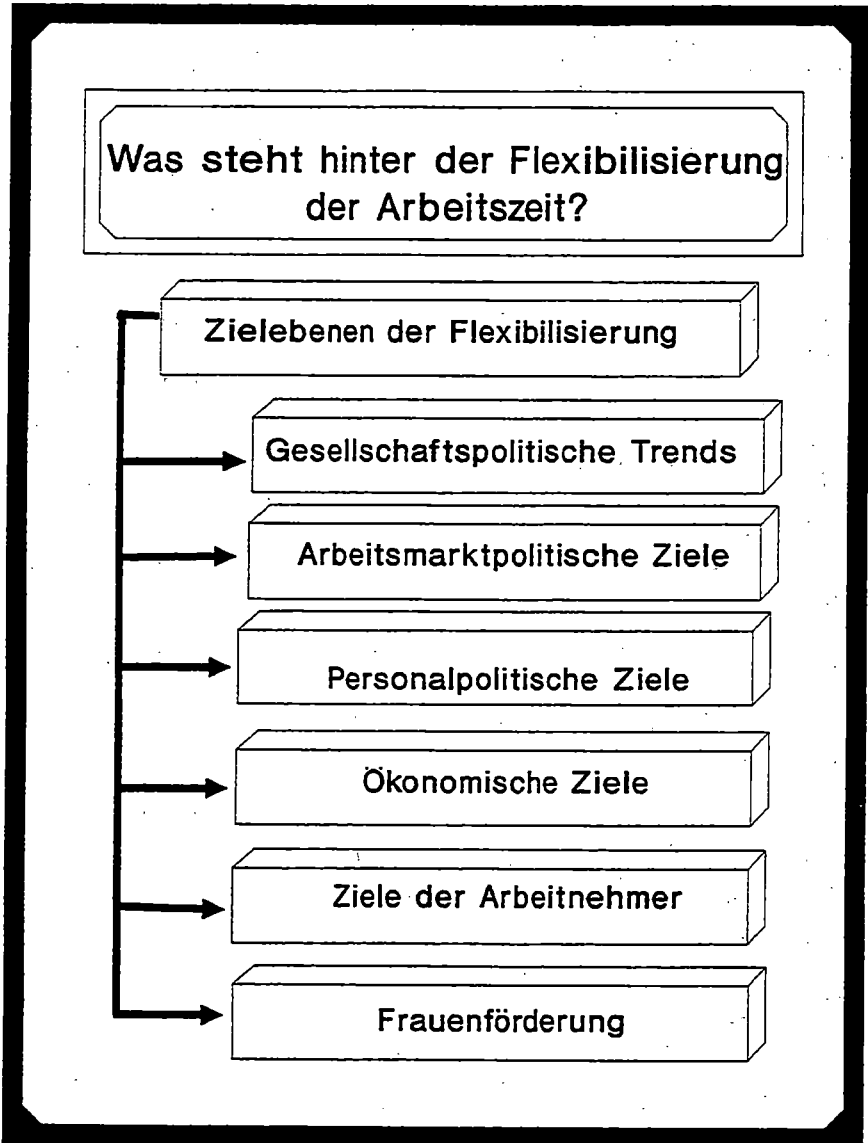 Was steht hinter der Flexibilisierung
der Arbeitszeit?
Zielebenen der Flexibilisierung
Gesellschaftspolitische Trends
Arbeitsmarktpolitische Ziele
Personalpolitische Ziele
Ökonomische Ziele
Ziele der Arbeitnehmer
Frauenförderung